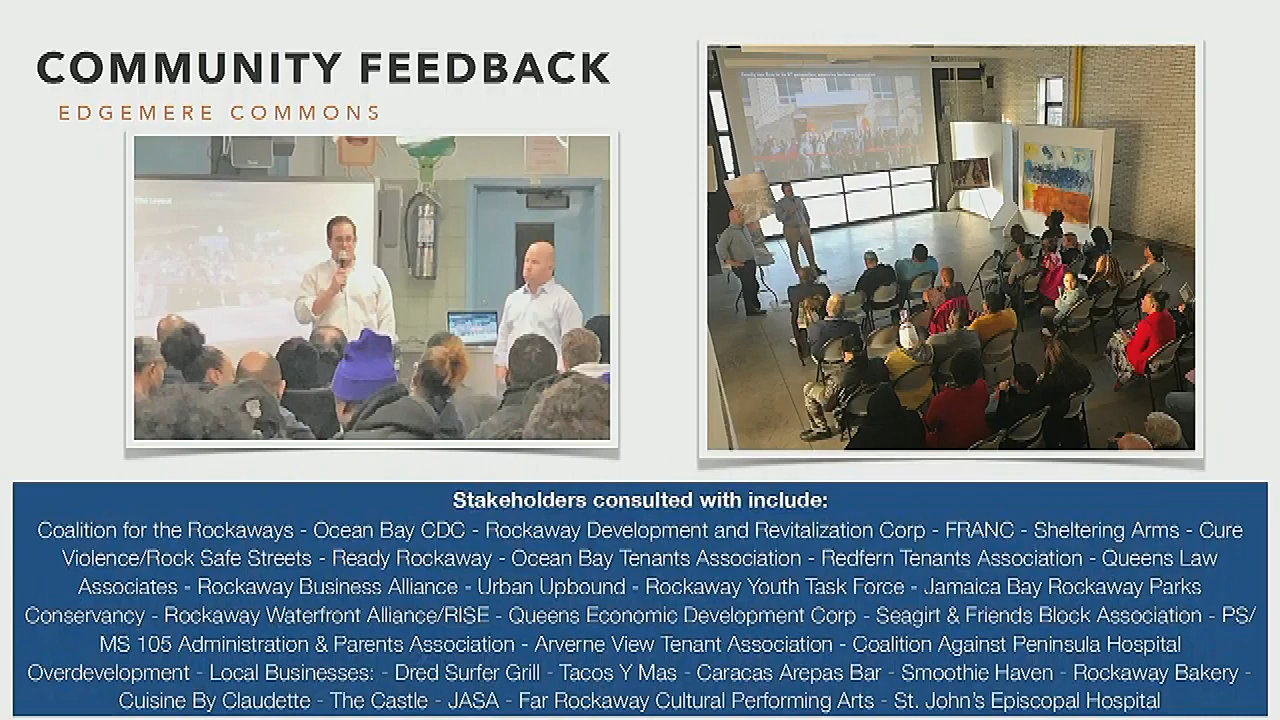 COMMUNITY FEEDBACK
EDGEMERE COMMONS
Stakeholders consulted with include:
Coalition for the Rockaways - Ocean Bay CDC - Rockaway Development and Revitalization Corp - FRANC - Sheltering Arms - Cure
Violence/Rock Safe Streets - Ready Rockaway - Ocean Bay Tenants Association - Redfern Tenants Association - Queens Law
Associates - Rockaway Business Alliance - Urban Upbound - Rockaway Youth Task Force - Jamaica Bay Rockaway Parks
Conservancy - Rockaway Waterfront Alliance/RISE - Queens Economic Development Corp - Seagirt & Friends Block Association - PS/
MS 105 Administration & Parents Association - Arverne View Tenant Association - Coalition Against Peninsula Hospital
Overdevelopment - Local Businesses: - Dred Surfer Grill - Tacos Y Mas - Caracas Arepas Bar - Smoothie Haven - Rockaway Bakery -
Cuisine By Claudette - The Castle - JASA - Far Rockaway Cultural Performing Arts - St. John's Episcopal Hospital